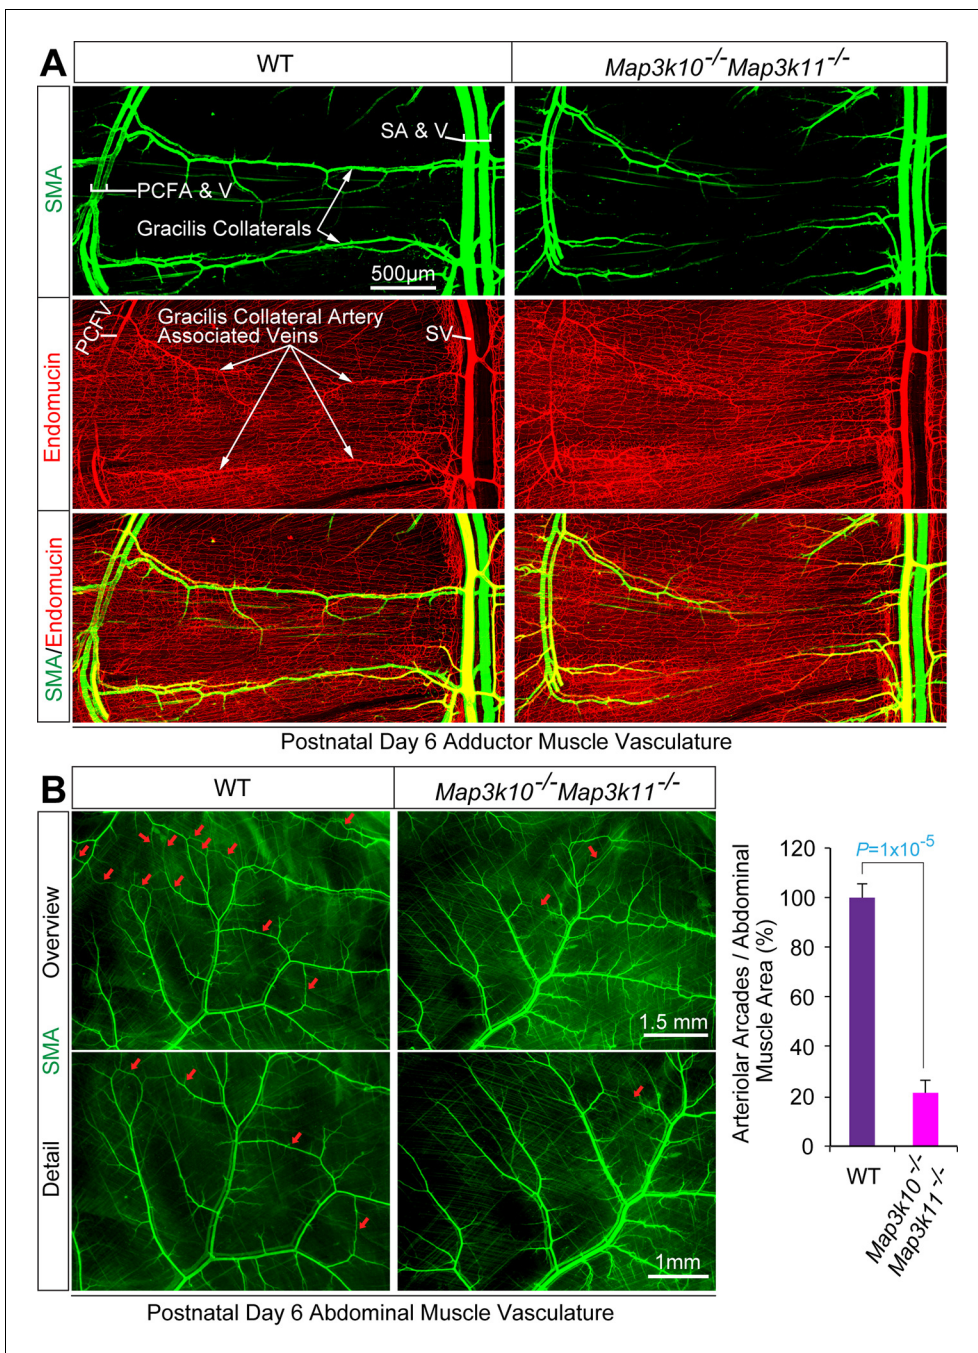 A
WT
Map3k10-/-Map3k11-/-
SMA
SA & V
PCFA & V
Gracilis Collaterals
500µm
Endomucin
PCFV
Gracilis Collateral Artery
Associated Veins
SV
SMA/Endomucin
Postnatal Day 6 Adductor Muscle Vasculature
B
WT
Map3k10-/-Map3k11-/-
Overview
SMA
Detail
1.5 mm
1mm
Postnatal Day 6 Abdominal Muscle Vasculature
Arteriolar Arcades / Abdominal
Muscle Area (%)
P=1x10-5
120
100
80
60
40
20
0
WT
Map3k10-/-
Map3k11-/-